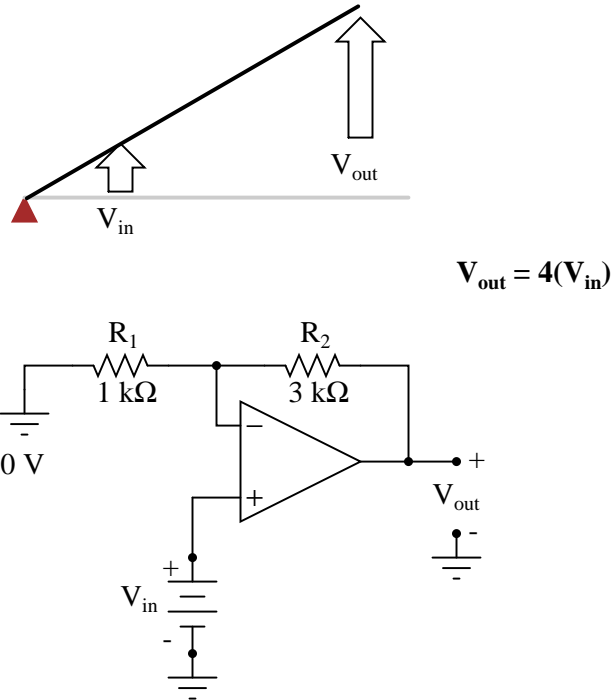 V_out
V_in
V_out = 4(V_in)
R_1 R_2
1 kΩ 3 kΩ
−
0 V
+
+
V_out
-
+
V_in
-